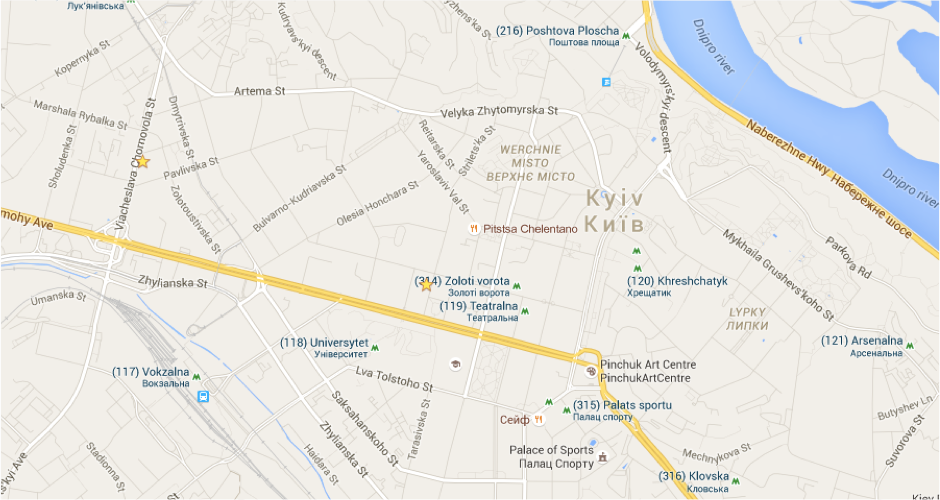 Лук'янівська
Kudryavs'kyi descent
(216) Poshtova Ploscha
Поштова площа
Dnipro river
Kopernyka St
Volodymyrs'kyi descent
Artema St
Velyka Zhytomyrska St
Marshala Rybalka St
Dmytrivska St
Reitarska St
Strilets'ka St
Naberezhne Hwy Набережне шосе
Sholudenka St
Viacheslava Chornovola St
Pavlivska St
Yaroslaviv Val St
WERCHNIE
MISTO
ВЕРХНЄ МІСТО
Dnipro river
Zolotoustivska St
Bulvarno-Kudriavska St
Olesia Honchara St
Kyiv
Київ
mohy Ave
Pitstsa Chelentano
Mykhaila Grushevs'koho St
Parkova Rd
Zhylianska St
(314) Zoloti vorota
Золоті ворота
(120) Khreshchatyk
Хрещатик
Umanska St
(119) Teatralna
Театральна
LYPKY
ЛИПКИ
(118) Universytet
Університет
(121) Arsenalna
Арсенальна
(117) Vokzalna
Вокзальна
Lva Tolstoho St
Pinchuk Art Centre
PinchukArtCentre
Saksahanskoho St
Tarasivska St
(315) Palats sportu
Палац спорту
Сейф
Butyshev Ln
Suvorova St
Zhylianska St
Stadionna St
Haidara St
Palace of Sports
Палац Спорту
Mechnykova St
(316) Klovska
Кловська